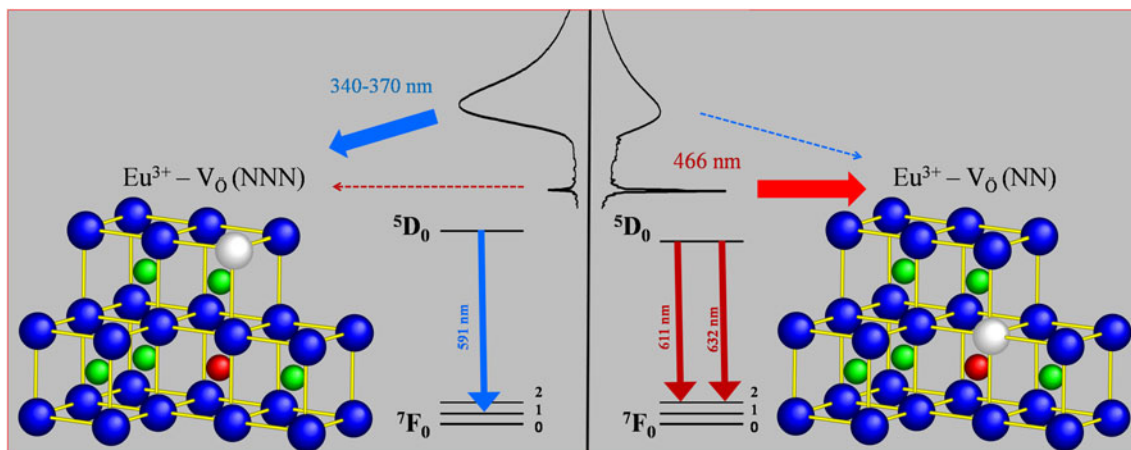 340-370 nm
Eu³⁺ – V_Ö (NNN)
⁵D₀
591 nm
2
1
⁷F₀ 0
466 nm
Eu³⁺ – V_Ö (NN)
⁵D₀
611 nm
632 nm
2
1
⁷F₀ 0